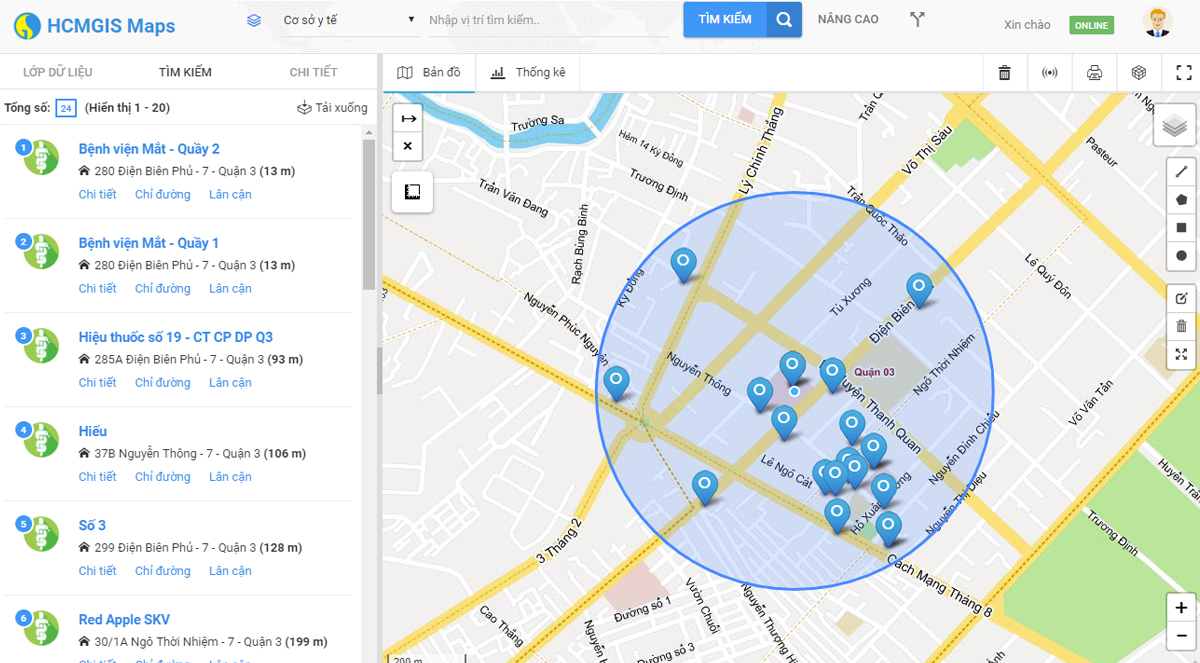 HCMGIS Maps
Cơ sở y tế
Nhập vị trí tìm kiếm..
TÌM KIẾM
NÂNG CAO
Xin chào
ONLINE
LỚP DỮ LIỆU
TÌM KIẾM
CHI TIẾT
Bản đồ
Thống kê
Tổng số: 24 (Hiển thị 1 - 20)
Tải xuống
1
Bệnh viện Mắt - Quầy 2
280 Điện Biên Phủ - 7 - Quận 3 (13 m)
Chi tiết Chỉ đường Lân cận
2
Bệnh viện Mắt - Quầy 1
280 Điện Biên Phủ - 7 - Quận 3 (13 m)
Chi tiết Chỉ đường Lân cận
3
Hiệu thuốc số 19 - CT CP DP Q3
285A Điện Biên Phủ - 7 - Quận 3 (93 m)
Chi tiết Chỉ đường Lân cận
4
Hiếu
37B Nguyễn Thông - 7 - Quận 3 (106 m)
Chi tiết Chỉ đường Lân cận
5
Số 3
299 Điện Biên Phủ - 7 - Quận 3 (128 m)
Chi tiết Chỉ đường Lân cận
6
Red Apple SKV
30/1A Ngô Thời Nhiệm - 7 - Quận 3 (199 m)
Chi tiết Chỉ đường Lân cận
Trường Sa
Hẻm 14 Kỳ Đồng
Trương Định
Lý Chính Thắng
Võ Thị Sáu
Pasteur
Trần Văn Đang
Rạch Bùng Binh
Trần Quốc Thảo
Kỳ Đồng
Lê Quý Đôn
Tú Xương
Nguyễn Phúc Nguyên
Điện Biên
Nguyễn Thông
Quận 03
Ngô Thời Nhiệm
Huyện Thanh Quan
Võ Văn Tần
Nguyễn Đình Chiểu
Lê Ngô Cát
Nguyễn Thị Diệu
Hồ Xuân
Trương Định
3 Tháng 2
Cách Mạng Tháng 8
Đường số 1
Vườn Chuối
Cao Thắng
Đường số 3
200 m